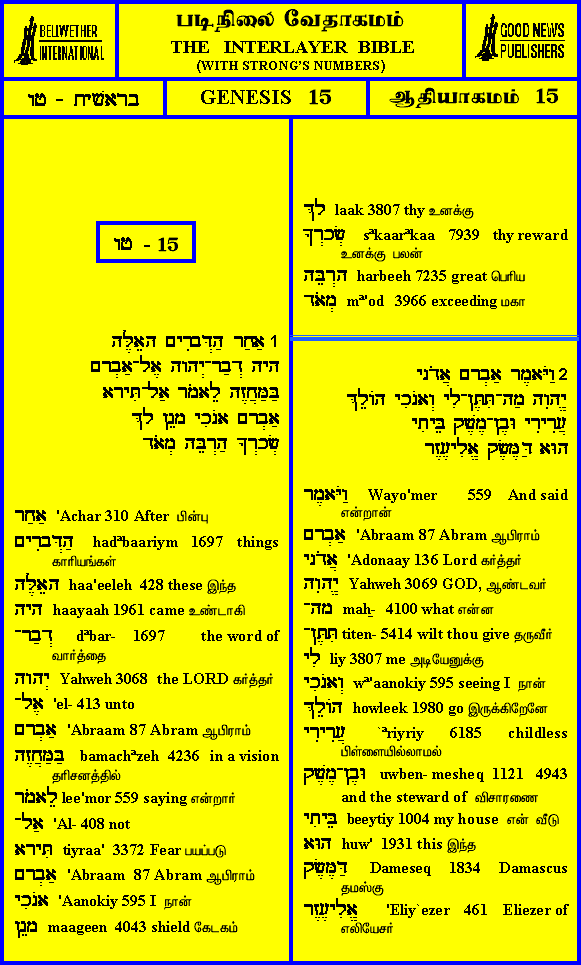 BELLWETHER
INTERNATIONAL
படிநிலை வேதாகமம்
THE INTERLAYER BIBLE
(WITH STRONG'S NUMBERS)
GOOD NEWS
PUBLISHERS
בראשׁית - טו
GENESIS 15
ஆதியாகமம் 15
טו - 15
1 אַחַר הַדְּבָרִים הָאֵלֶּה
הָיָה דְבַר־יְהוָה אֶל־אַבְרָם
בַּמַּחֲזֶה לֵאמֹר אַל־תִּירָא
אַבְרָם אָנֹכִי מָגֵן לָךְ
שְׂכָרְךָ הַרְבֵּה מְאֹד
אַחַר 'Achar 310 After பின்பு
הַדְּבָרִים hadªbaariym 1697 things
காரியங்கள்
הָאֵלֶּה haa'eeleh 428 these இந்த
הָיָה haayaah 1961 came உண்டாகி
דְבַר־ dªbar- 1697 the word of
வார்த்தை
יְהוָה Yahweh 3068 the LORD கர்த்தர்
אֶל־ 'el- 413 unto
אַבְרָם 'Abraam 87 Abram ஆபிராம்
בַּמַּחֲזֶה bamachªzeh 4236 in a vision
தரிசனத்தில்
לֵאמֹר lee'mor 559 saying என்றார்
אַל־ 'Al- 408 not
תִּירָא tiyraa' 3372 Fear பயப்படு
אַבְרָם 'Abraam 87 Abram ஆபிராம்
אָנֹכִי 'Aanokiy 595 I நான்
מָגֵן maageen 4043 shield கேடகம்
לָךְ laak 3807 thy உனக்கு
שְׂכָרְךָ sªkaarªkaa 7939 thy reward
உனக்கு பலன்
הַרְבֵּה harbeeh 7235 great பெரிய
מְאֹד mª'od 3966 exceeding மகா
2 וַיֹּאמֶר אַבְרָם אֲדֹנָי
יֱהוִה מַה־תִּתֶּן־לִי וְאָנֹכִי הוֹלֵךְ
עֲרִירִי וּבֶן־מֶשֶׁק בֵּיתִי
הוּא דַּמֶּשֶׂק אֱלִיעֶזֶר
וַיֹּאמֶר Wayo'mer 559 And said
என்றான்
אַבְרָם 'Abraam 87 Abram ஆபிராம்
אֲדֹנָי 'Adonaay 136 Lord கர்த்தர்
יֱהוִה Yahweh 3069 GOD, ஆண்டவர்
מַה־ mah- 4100 what என்ன
תִּתֶּן־ titen- 5414 wilt thou give தருவீர்
לִי liy 3807 me அடியேனுக்கு
וְאָנֹכִי wª'aanokiy 595 seeing I நான்
הוֹלֵךְ howleek 1980 go இருக்கிறேனே
עֲרִירִי `ªriyriy 6185 childless
பிள்ளையில்லாமல்
וּבֶן־מֶשֶׁק uwben- mesheq 1121 4943
and the steward of விசாரணை
בֵּיתִי beeytiy 1004 my house என் வீடு
הוּא huw' 1931 this இந்த
דַּמֶּשֶׂק Dameseq 1834 Damascus
தமஸ்கு
אֱלִיעֶזֶר 'Eliy`ezer 461 Eliezer of
எலியேசர்